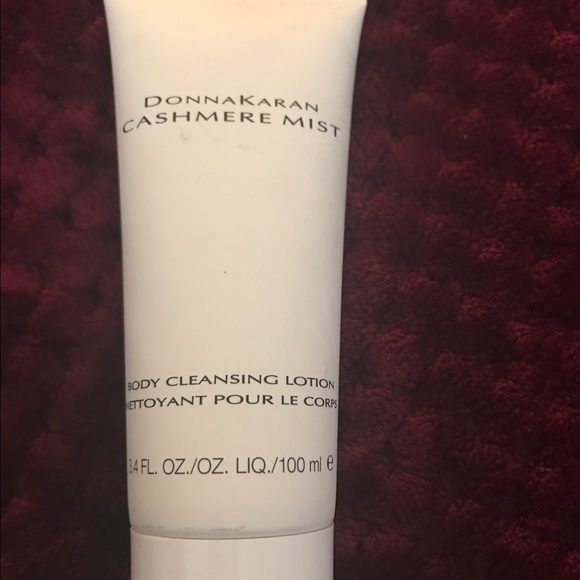 DONNAKARAN
CASHMERE MIST
BODY CLEANSING LOTION
NETTOYANT POUR LE CORPS
3.4 FL. OZ./OZ. LIQ./100 ml ℮